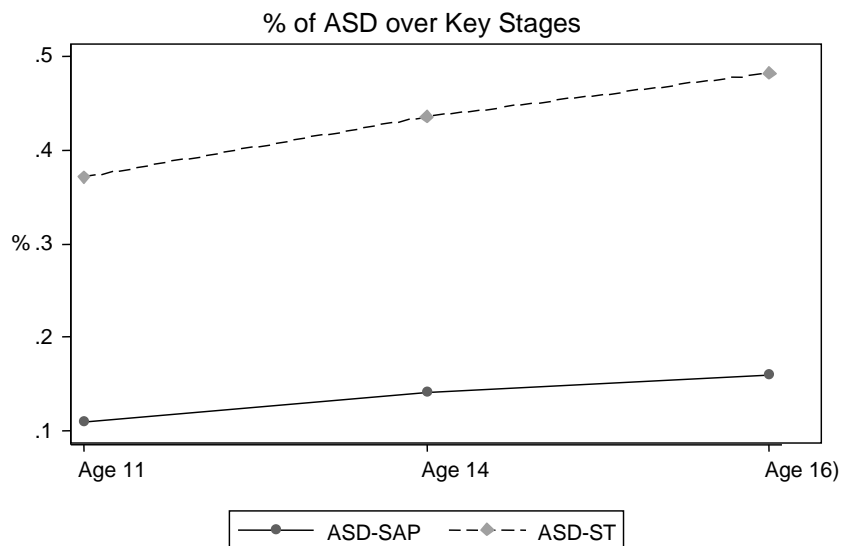 % of ASD over Key Stages
.5
.4
% .3
.2
.1
Age 11 Age 14 Age 16)
ASD-SAP ASD-ST